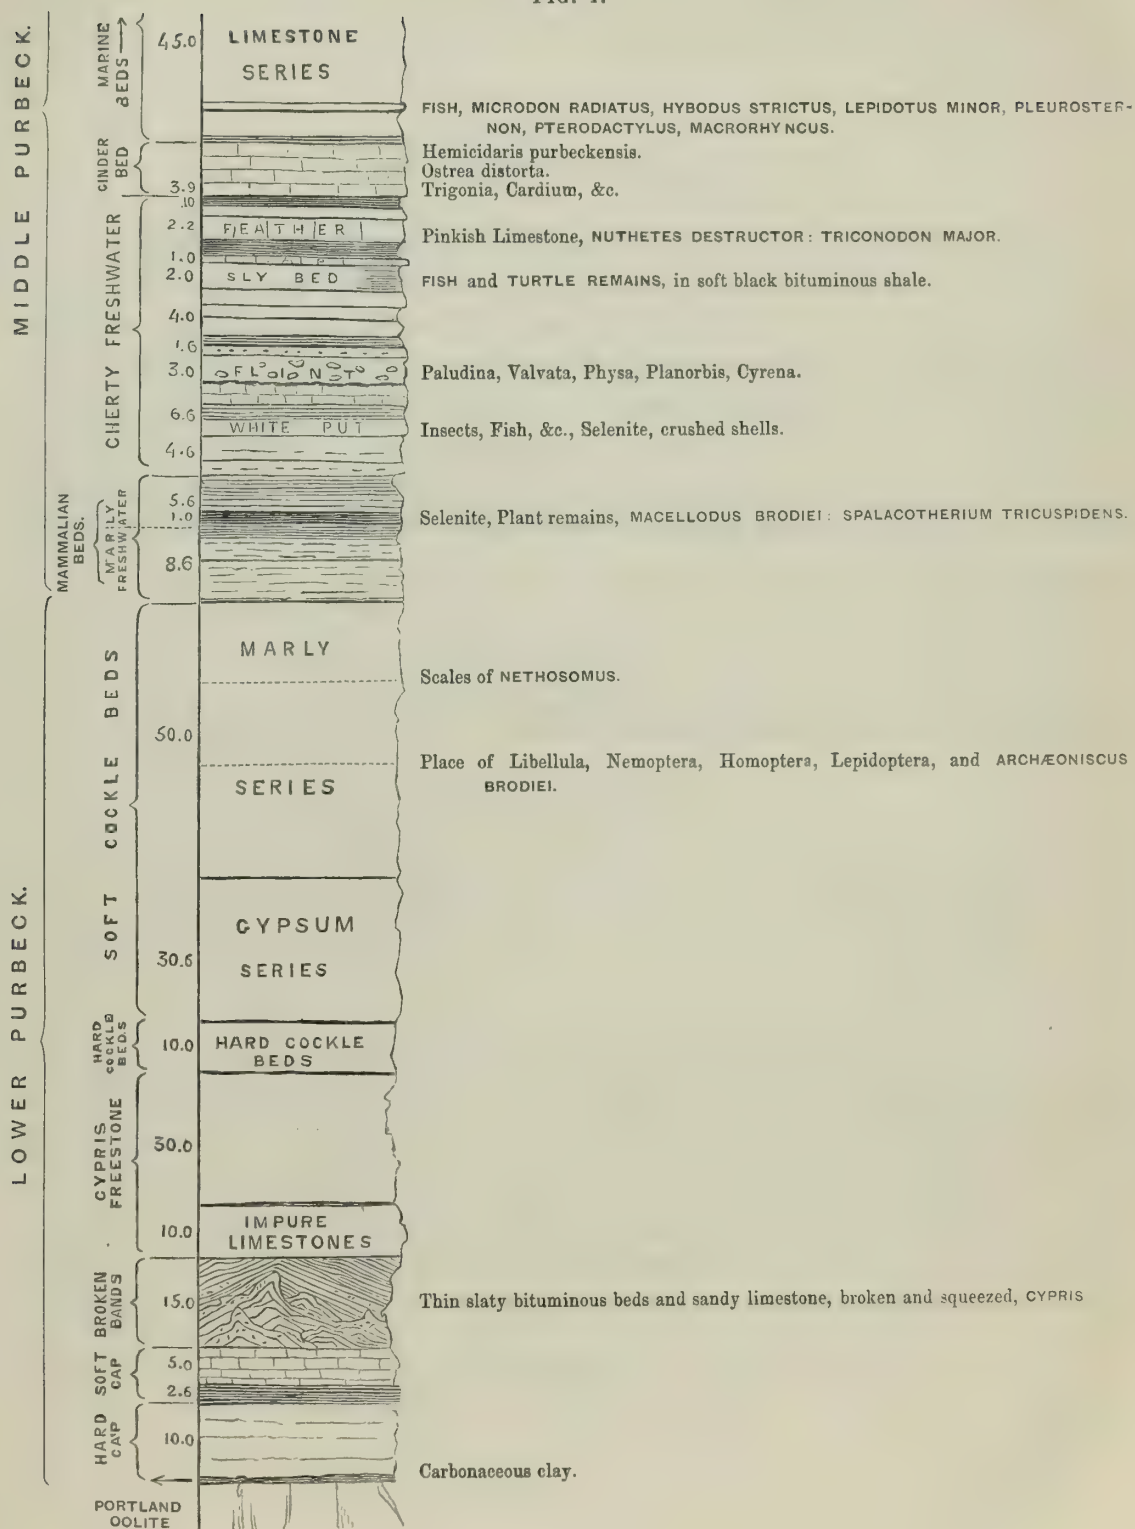 MIDDLE PURBECK.
MARINE
BEDS
45.0
LIMESTONE
SERIES
FISH, MICRODON RADIATUS, HYBODUS STRICTUS, LEPIDOTUS MINOR, PLEUROSTER-
NON, PTERODACTYLUS, MACRORHYNCUS.
CINDER
BED
3.9
Hemicidaris purbeckensis.
Ostrea distorta.
Trigonia, Cardium, &c.
CHERTY FRESHWATER
.10
2.2
FEATHER
Pinkish Limestone, NUTHETES DESTRUCTOR: TRICONODON MAJOR.
1.0
2.0
SLY BED
FISH and TURTLE REMAINS, in soft black bituminous shale.
4.0
1.6
3.0
FLINT
Paludina, Valvata, Physa, Planorbis, Cyrena.
6.6
WHITE PUT
Insects, Fish, &c., Selenite, crushed shells.
4.6
MAMMALIAN
BEDS.
MARLY
FRESHWATER
5.6
1.0
Selenite, Plant remains, MACELLODUS BRODIEI: SPALACOTHERIUM TRICUSPIDENS.
8.6
LOWER PURBECK.
SOFT COCKLE BEDS
MARLY
Scales of NETHOSOMUS.
50.0
Place of Libellula, Nemoptera, Homoptera, Lepidoptera, and ARCHÆONISCUS
BRODIEI.
SERIES
GYPSUM
30.6
SERIES
HARD
COCKLE
BEDS
10.0
HARD COCKLE
BEDS
CYPRIS
FREESTONE
30.0
10.0
IMPURE
LIMESTONES
BROKEN
BANDS
15.0
Thin slaty bituminous beds and sandy limestone, broken and squeezed, CYPRIS
SOFT
CAP
5.0
2.6
HARD
CAP
10.0
Carbonaceous clay.
PORTLAND
OOLITE